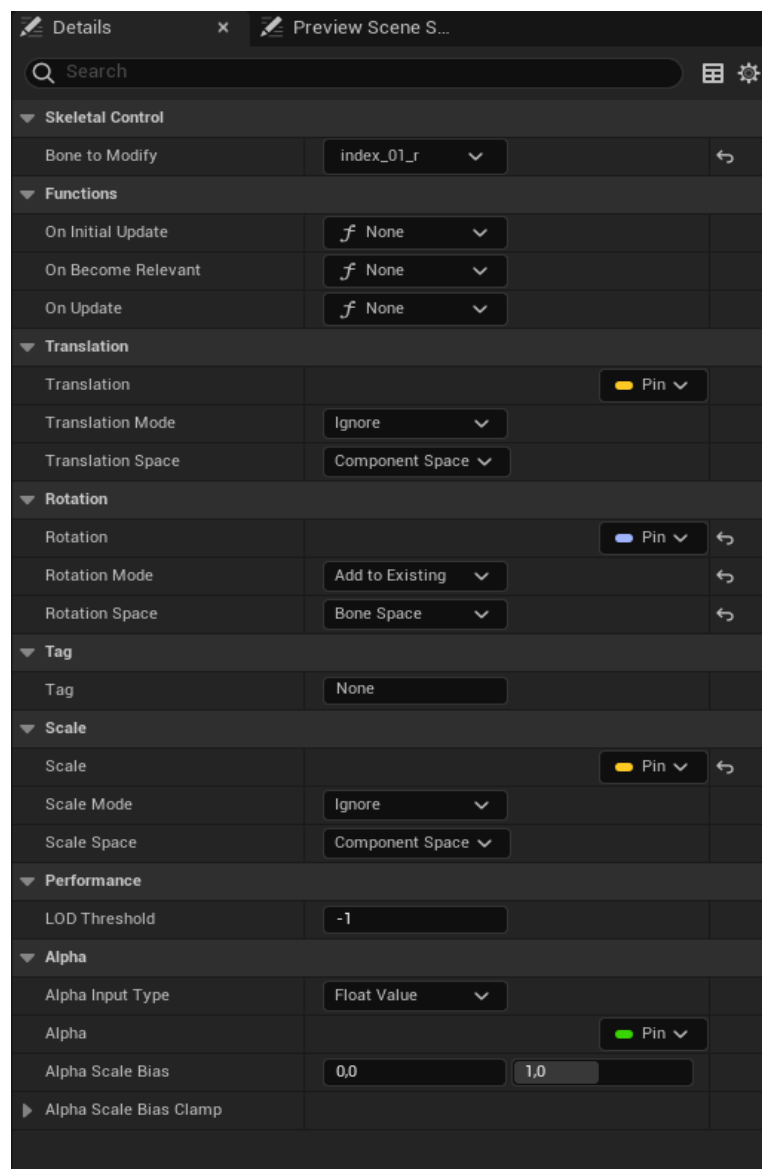 Details
Preview Scene S...
Search
Skeletal Control
Bone to Modify index_01_r
Functions
On Initial Update f None
On Become Relevant f None
On Update f None
Translation
Translation Pin
Translation Mode Ignore
Translation Space Component Space
Rotation
Rotation Pin
Rotation Mode Add to Existing
Rotation Space Bone Space
Tag
Tag None
Scale
Scale Pin
Scale Mode Ignore
Scale Space Component Space
Performance
LOD Threshold -1
Alpha
Alpha Input Type Float Value
Alpha Pin
Alpha Scale Bias 0,0 1,0
Alpha Scale Bias Clamp